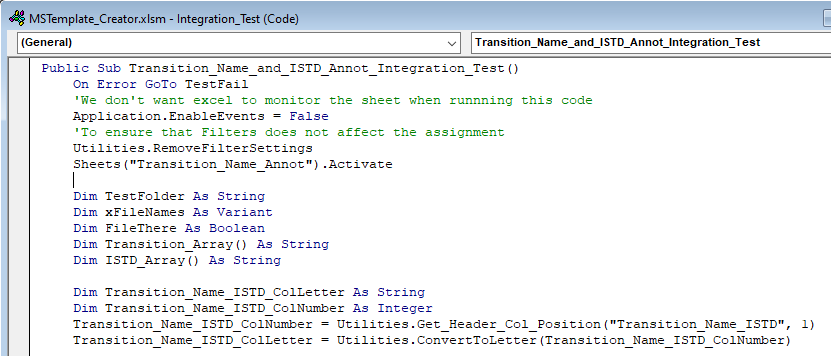 MSTemplate_Creator.xlsm - Integration_Test (Code)
(General)
Transition_Name_and_ISTD_Annot_Integration_Test
Public Sub Transition_Name_and_ISTD_Annot_Integration_Test()
On Error GoTo TestFail
'We don't want excel to monitor the sheet when runnning this code
Application.EnableEvents = False
'To ensure that Filters does not affect the assignment
Utilities.RemoveFilterSettings
Sheets("Transition_Name_Annot").Activate
Dim TestFolder As String
Dim xFileNames As Variant
Dim FileThere As Boolean
Dim Transition_Array() As String
Dim ISTD_Array() As String
Dim Transition_Name_ISTD_ColLetter As String
Dim Transition_Name_ISTD_ColNumber As Integer
Transition_Name_ISTD_ColNumber = Utilities.Get_Header_Col_Position("Transition_Name_ISTD", 1)
Transition_Name_ISTD_ColLetter = Utilities.ConvertToLetter(Transition_Name_ISTD_ColNumber)